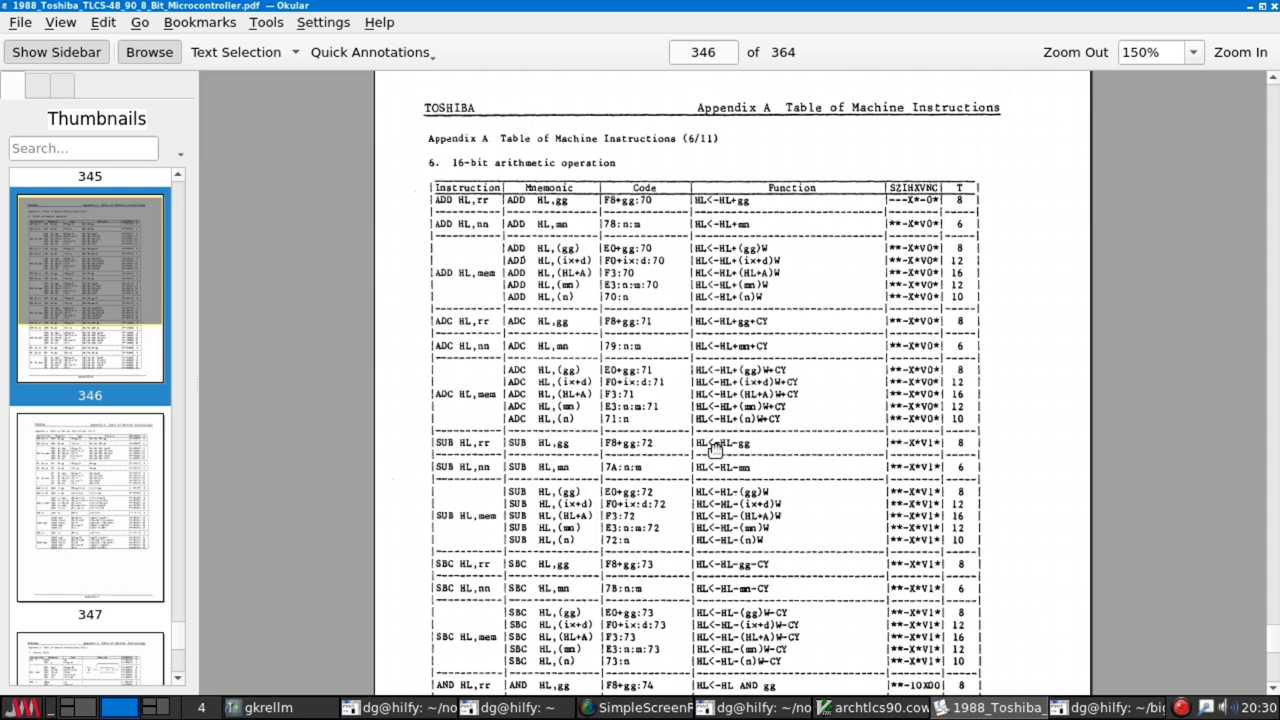 1988_Toshiba_TLCS-48_90_8_Bit_Microcontroller.pdf — Okular
File View Edit Go Bookmarks Tools Settings Help
Show Sidebar Browse Text Selection Quick Annotations 346 of 364 Zoom Out 150% Zoom In
Thumbnails
Search...
345
346
347
TOSHIBA Appendix A Table of Machine Instructions
Appendix A Table of Machine Instructions (6/11)
6. 16-bit arithmetic operation
Instruction Mnemonic Code Function SZIHXVNC T
ADD HL,rr ADD HL,gg F8+gg:70 HL<-HL+gg ---X*-0* 8
ADD HL,nn ADD HL,mn 78:n:m HL<-HL+mn **-X*V0* 6
ADD HL,(gg) E0+gg:70 HL<-HL+(gg)W **-X*V0* 8
ADD HL,(ix+d) F0+ix:d:70 HL<-HL+(ix+d)W **-X*V0* 12
ADD HL,mem ADD HL,(HL+A) F3:70 HL<-HL+(HL+A)W **-X*V0* 16
ADD HL,(mn) E3:n:m:70 HL<-HL+(mn)W **-X*V0* 12
ADD HL,(n) 70:n HL<-HL+(n)W **-X*V0* 10
ADC HL,rr ADC HL,gg F8+gg:71 HL<-HL+gg+CY **-X*V0* 8
ADC HL,nn ADC HL,mn 79:n:m HL<-HL+mn+CY **-X*V0* 6
ADC HL,(gg) E0+gg:71 HL<-HL+(gg)W+CY **-X*V0* 8
ADC HL,(ix+d) F0+ix:d:71 HL<-HL+(ix+d)W+CY **-X*V0* 12
ADC HL,mem ADC HL,(HL+A) F3:71 HL<-HL+(HL+A)W+CY **-X*V0* 16
ADC HL,(mn) E3:n:m:71 HL<-HL+(mn)W+CY **-X*V0* 12
ADC HL,(n) 71:n HL<-HL+(n)W+CY **-X*V0* 10
SUB HL,rr SUB HL,gg F8+gg:72 HL<-HL-gg **-X*V1* 8
SUB HL,nn SUB HL,mn 7A:n:m HL<-HL-mn **-X*V1* 6
SUB HL,(gg) E0+gg:72 HL<-HL-(gg)W **-X*V1* 8
SUB HL,(ix+d) F0+ix:d:72 HL<-HL-(ix+d)W **-X*V1* 12
SUB HL,mem SUB HL,(HL+A) F3:72 HL<-HL-(HL+A)W **-X*V1* 16
SUB HL,(mn) E3:n:m:72 HL<-HL-(mn)W **-X*V1* 12
SUB HL,(n) 72:n HL<-HL-(n)W **-X*V1* 10
SBC HL,rr SBC HL,gg F8+gg:73 HL<-HL-gg-CY **-X*V1* 8
SBC HL,nn SBC HL,mn 7B:n:m HL<-HL-mn-CY **-X*V1* 6
SBC HL,(gg) E0+gg:73 HL<-HL-(gg)W-CY **-X*V1* 8
SBC HL,(ix+d) F0+ix:d:73 HL<-HL-(ix+d)W-CY **-X*V1* 12
SBC HL,mem SBC HL,(HL+A) F3:73 HL<-HL-(HL+A)W-CY **-X*V1* 16
SBC HL,(mn) E3:n:m:73 HL<-HL-(mn)W-CY **-X*V1* 12
SBC HL,(n) 73:n HL<-HL-(n)W-CY **-X*V1* 10
AND HL,rr AND HL,gg F8+gg:74 HL<-HL AND gg **-10X00 8
4 gkrellm dg@hilfy: ~/no dg@hilfy: ~ SimpleScreenR dg@hilfy: ~/no archtlcs90.cow 1988_Toshiba_ dg@hilfy: ~/big 20:30